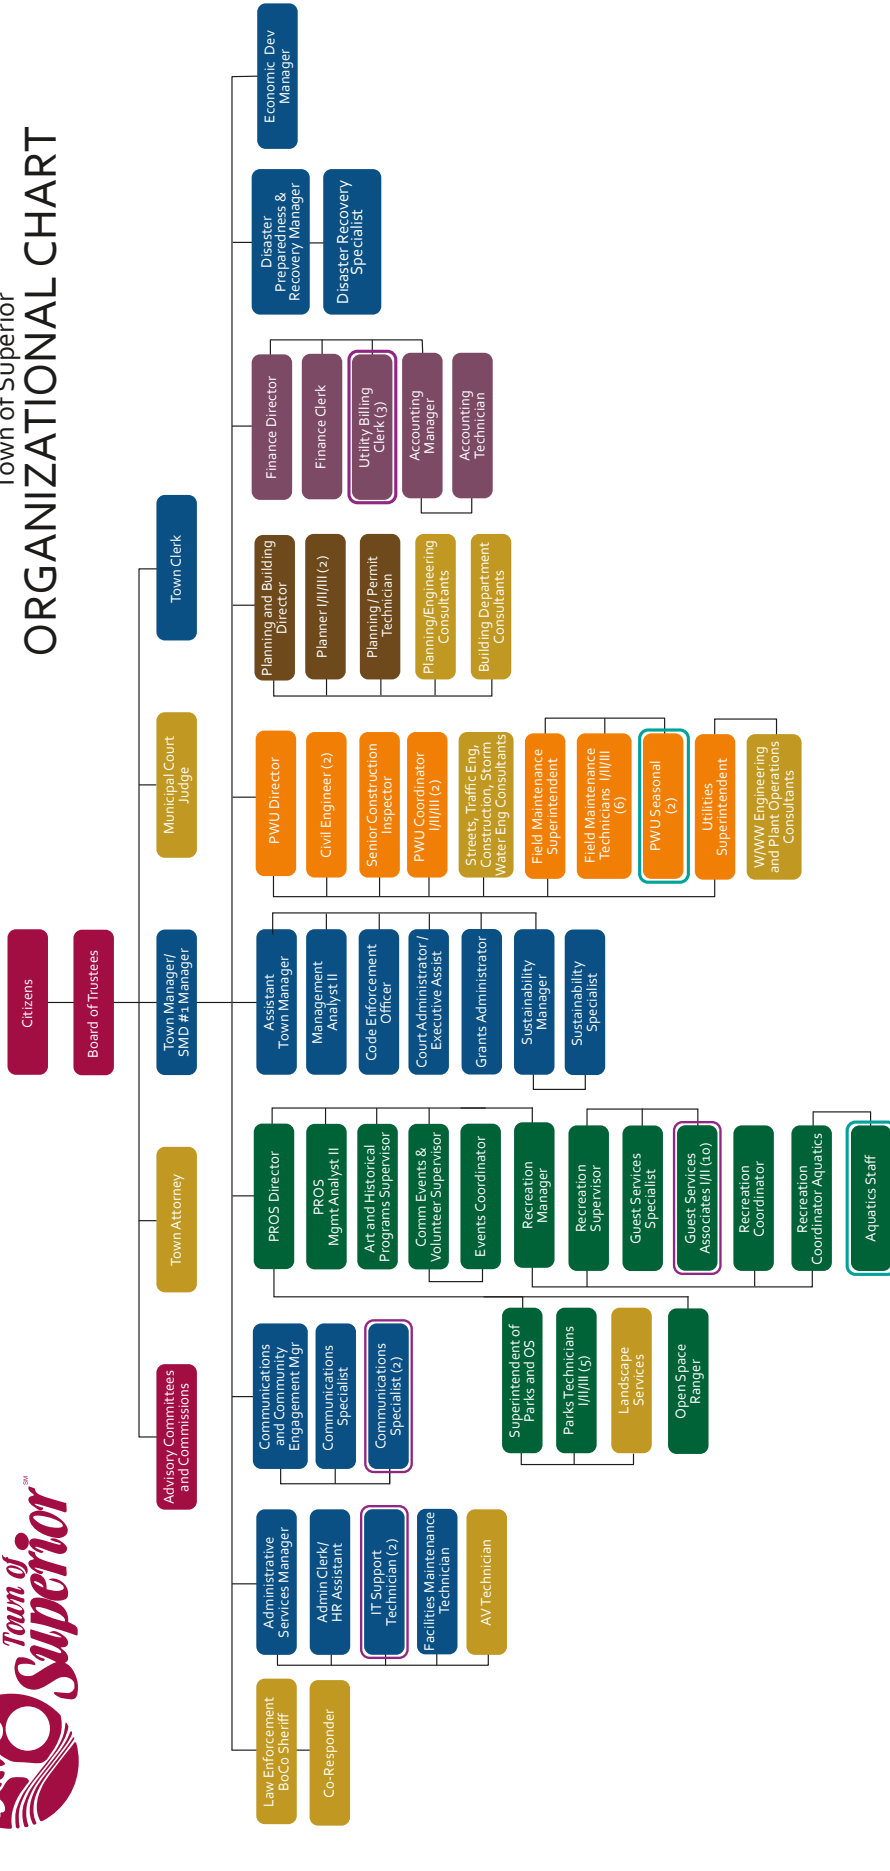 Town of
Superior
SM
Town of Superior
ORGANIZATIONAL CHART
Citizens
Board of Trustees
Advisory Committees
and Commissions
Town Attorney
Town Manager/
SMD #1 Manager
Municipal Court
Judge
Town Clerk
Law Enforcement
BoCo Sheriff
Co-Responder
Administrative
Services Manager
Admin Clerk/
HR Assistant
IT Support
Technician (2)
Facilities Maintenance
Technician
AV Technician
Communications
and Community
Engagement Mgr
Communications
Specialist
Communications
Specialist (2)
Superintendent of
Parks and OS
Parks Technicians
I/II/III (5)
Landscape
Services
Open Space
Ranger
PROS Director
PROS
Mgmt Analyst II
Art and Historical
Programs Supervisor
Comm Events &
Volunteer Supervisor
Events Coordinator
Recreation
Manager
Recreation
Supervisor
Guest Services
Specialist
Guest Services
Associates I/II (10)
Recreation
Coordinator
Recreation
Coordinator Aquatics
Aquatics Staff
Assistant
Town Manager
Management
Analyst II
Code Enforcement
Officer
Court Administrator /
Executive Assist
Grants Administrator
Sustainability
Manager
Sustainability
Specialist
PWU Director
Civil Engineer (2)
Senior Construction
Inspector
PWU Coordinator
I/II/III (2)
Streets, Traffic Eng,
Construction, Storm
Water Eng Consultants
Field Maintenance
Superintendent
Field Maintenance
Technicians I/II/III
(6)
PWU Seasonal
(2)
Utilities
Superintendent
W/WW Engineering
and Plant Operations
Consultants
Planning and Building
Director
Planner I/II/III (2)
Planning / Permit
Technician
Planning/Engineering
Consultants
Building Department
Consultants
Finance Director
Finance Clerk
Utility Billing
Clerk (3)
Accounting
Manager
Accounting
Technician
Disaster
Preparedness &
Recovery Manager
Disaster Recovery
Specialist
Economic Dev
Manager